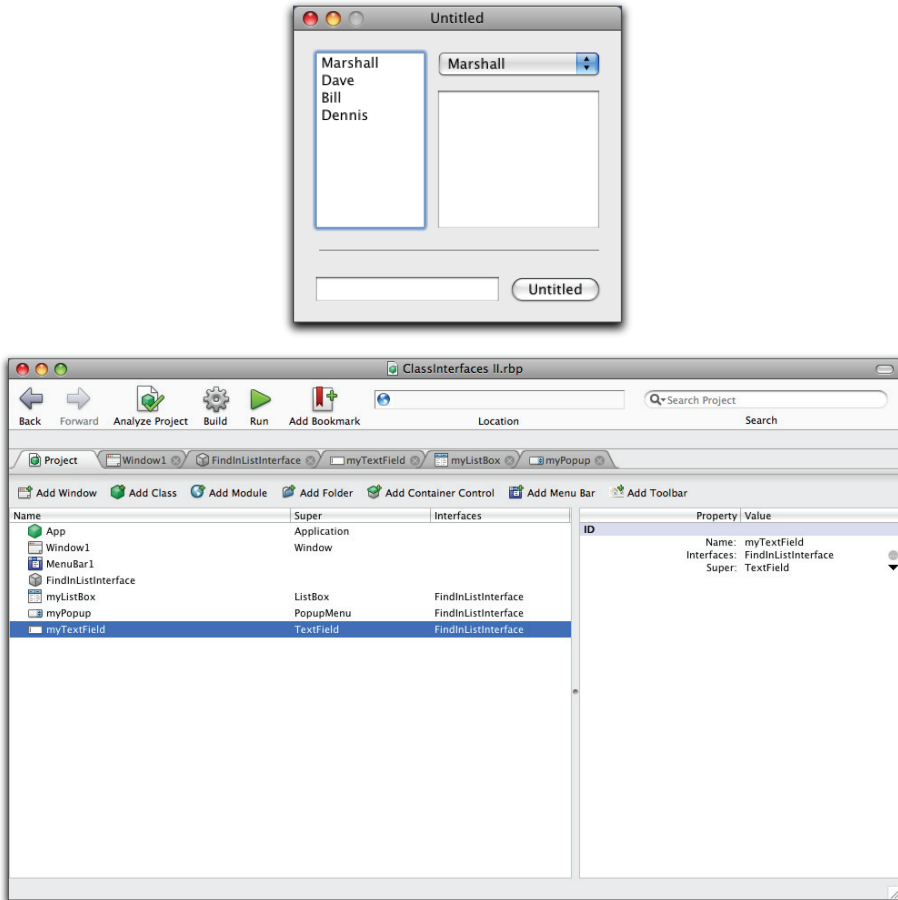 Untitled
Marshall
Dave
Bill
Dennis
Marshall
Untitled
ClassInterfaces II.rbp
Back Forward Analyze Project Build Run Add Bookmark Location Search Project Search
Project Window1 FindInListInterface myTextField myListBox myPopup
Add Window Add Class Add Module Add Folder Add Container Control Add Menu Bar Add Toolbar
Name Super Interfaces Property Value
App Application ID
Window1 Window Name: myTextField
MenuBar1 Interfaces: FindInListInterface
FindInListInterface Super: TextField
myListBox ListBox FindInListInterface
myPopup PopupMenu FindInListInterface
myTextField TextField FindInListInterface